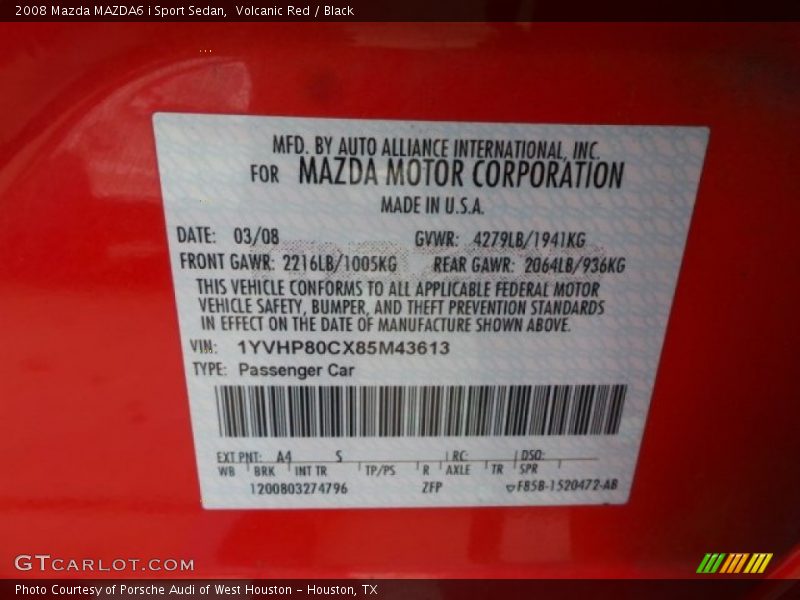 2008 Mazda MAZDA6 i Sport Sedan,  Volcanic Red / Black
MFD. BY AUTO ALLIANCE INTERNATIONAL, INC.
FOR MAZDA MOTOR CORPORATION
MADE IN U.S.A.
DATE: 03/08 GVWR: 4279LB/1941KG
FRONT GAWR: 2216LB/1005KG REAR GAWR: 2064LB/936KG
THIS VEHICLE CONFORMS TO ALL APPLICABLE FEDERAL MOTOR
VEHICLE SAFETY, BUMPER, AND THEFT PREVENTION STANDARDS
IN EFFECT ON THE DATE OF MANUFACTURE SHOWN ABOVE.
VIN: 1YVHP80CX85M43613
TYPE: Passenger Car
EXT PNT: A4 S RC: DSO:
WB BRK INT TR TP/PS R AXLE TR SPR
1200803274796 ZFP F85B-1520472-AB
GTCARLOT.COM
Photo Courtesy of Porsche Audi of West Houston - Houston, TX